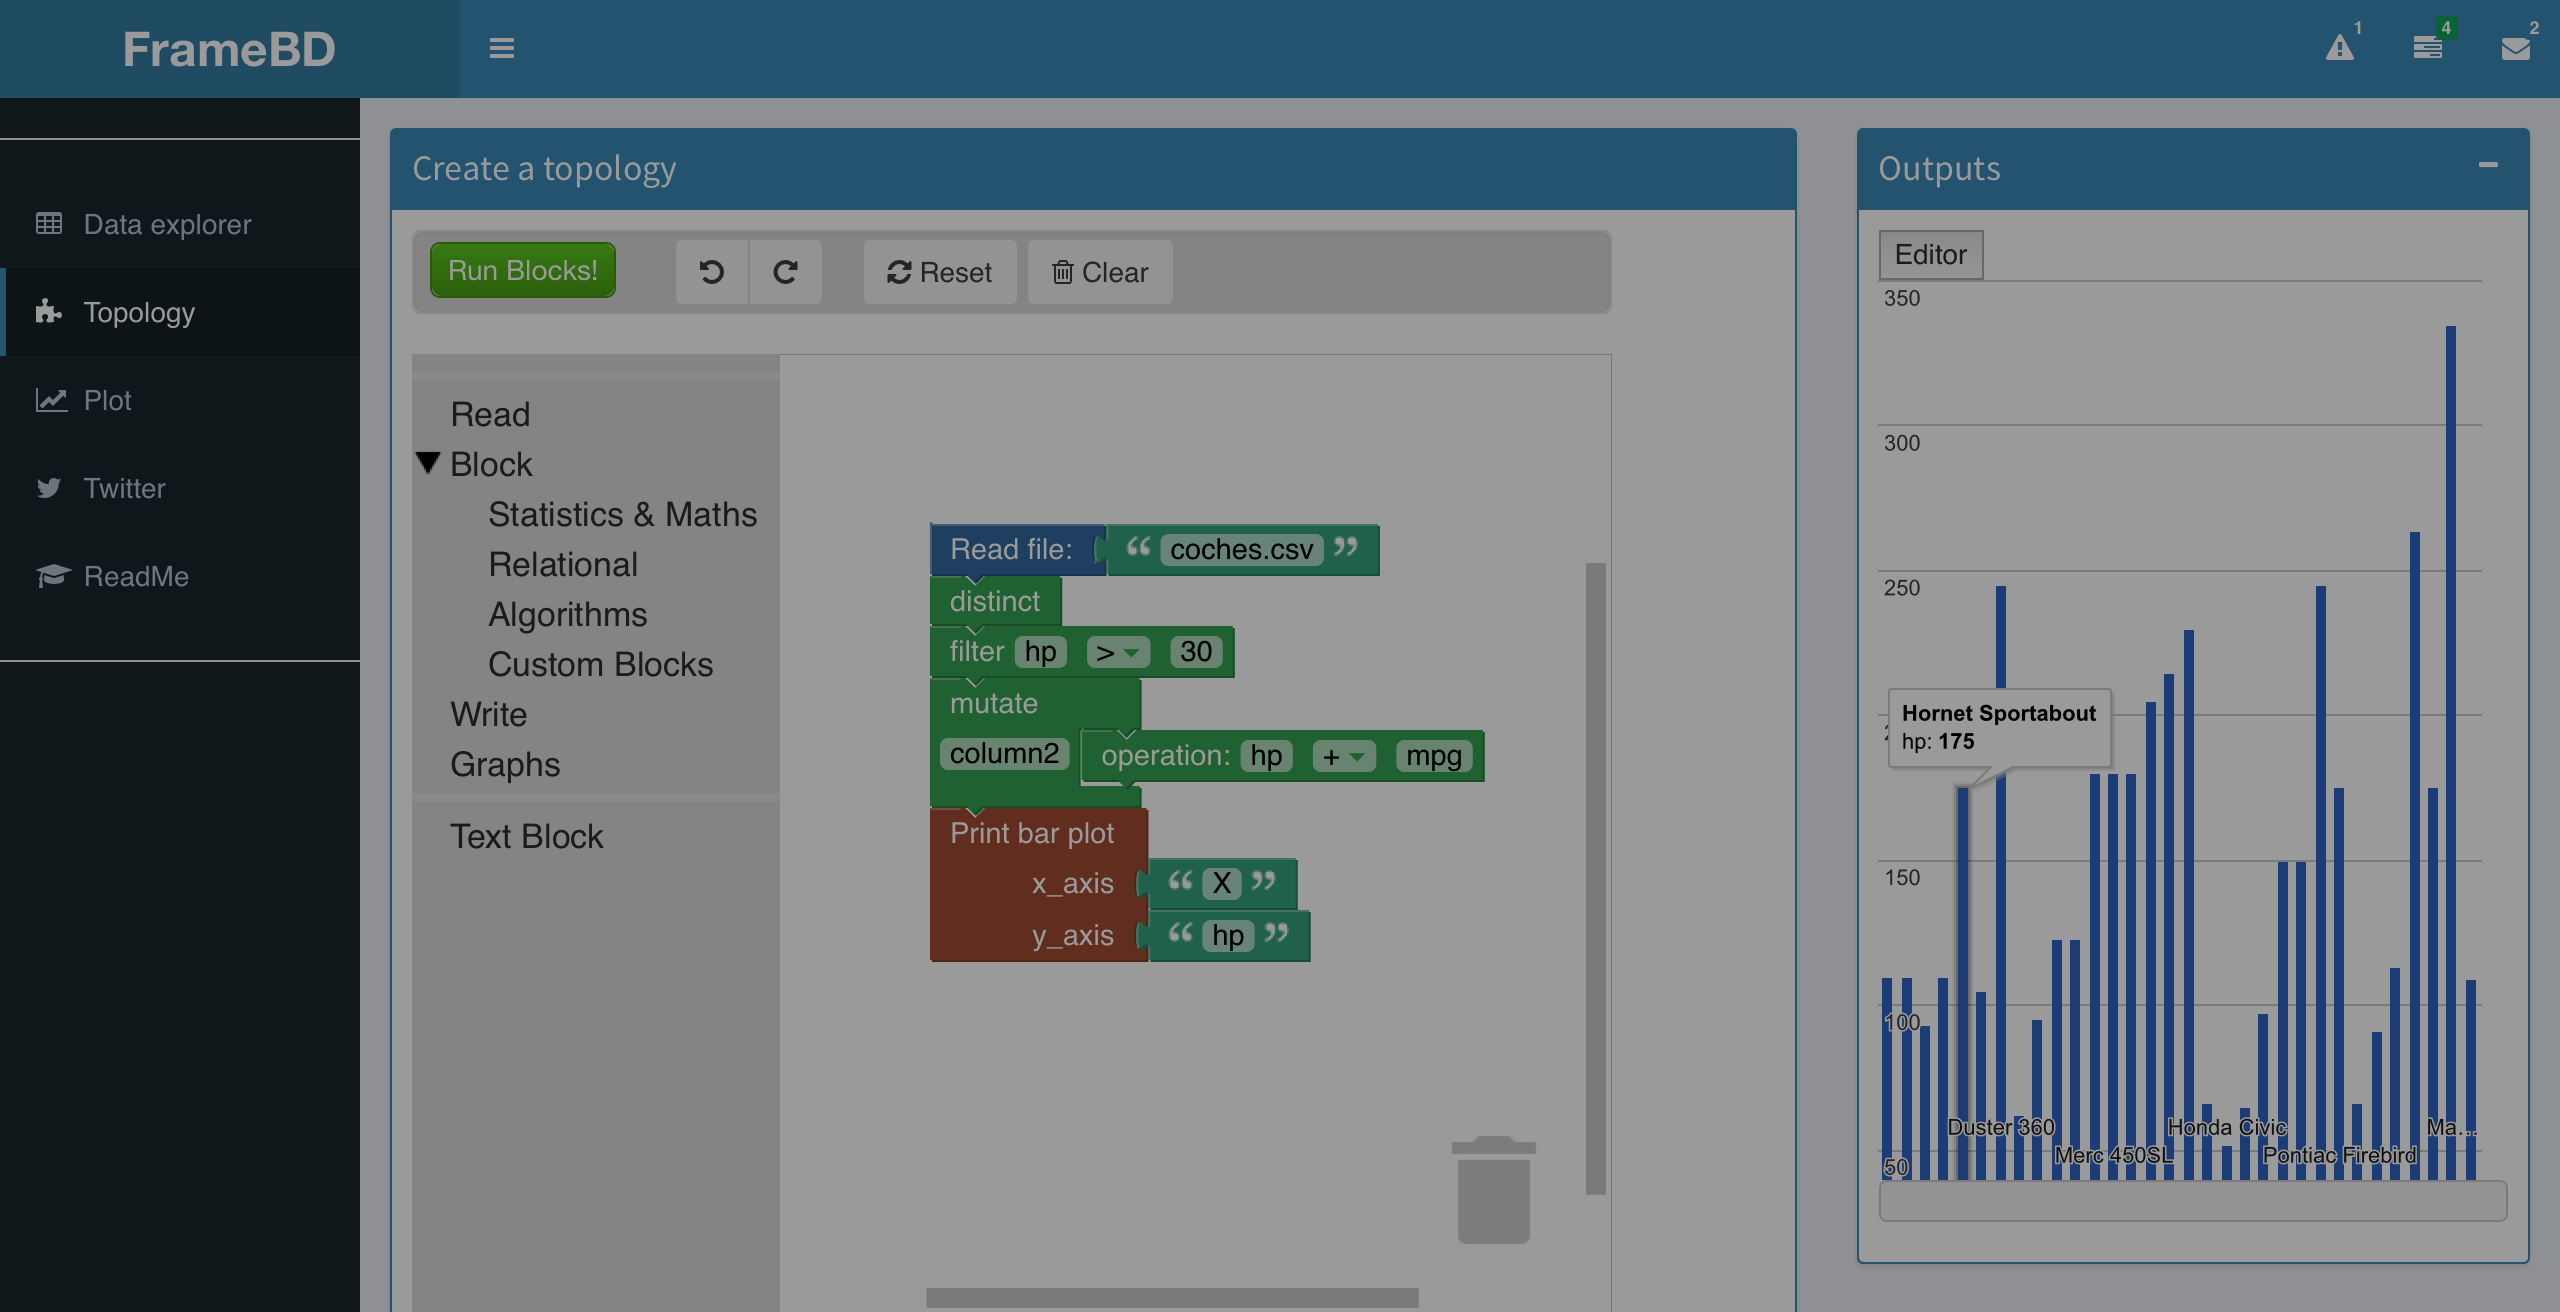 FrameBD
1
4
2
Data explorer
Topology
Plot
Twitter
ReadMe
Create a topology
Run Blocks!
Reset
Clear
Read
Block
Statistics & Maths
Relational
Algorithms
Custom Blocks
Write
Graphs
Text Block
Read file: “ coches.csv ”
distinct
filter hp > 30
mutate
column2 operation: hp + mpg
Print bar plot
x_axis “ X ”
y_axis “ hp ”
Outputs
Editor
350
300
250
Hornet Sportabout
hp: 175
150
100
50
Duster 360
Merc 450SL
Honda Civic
Pontiac Firebird
Ma...